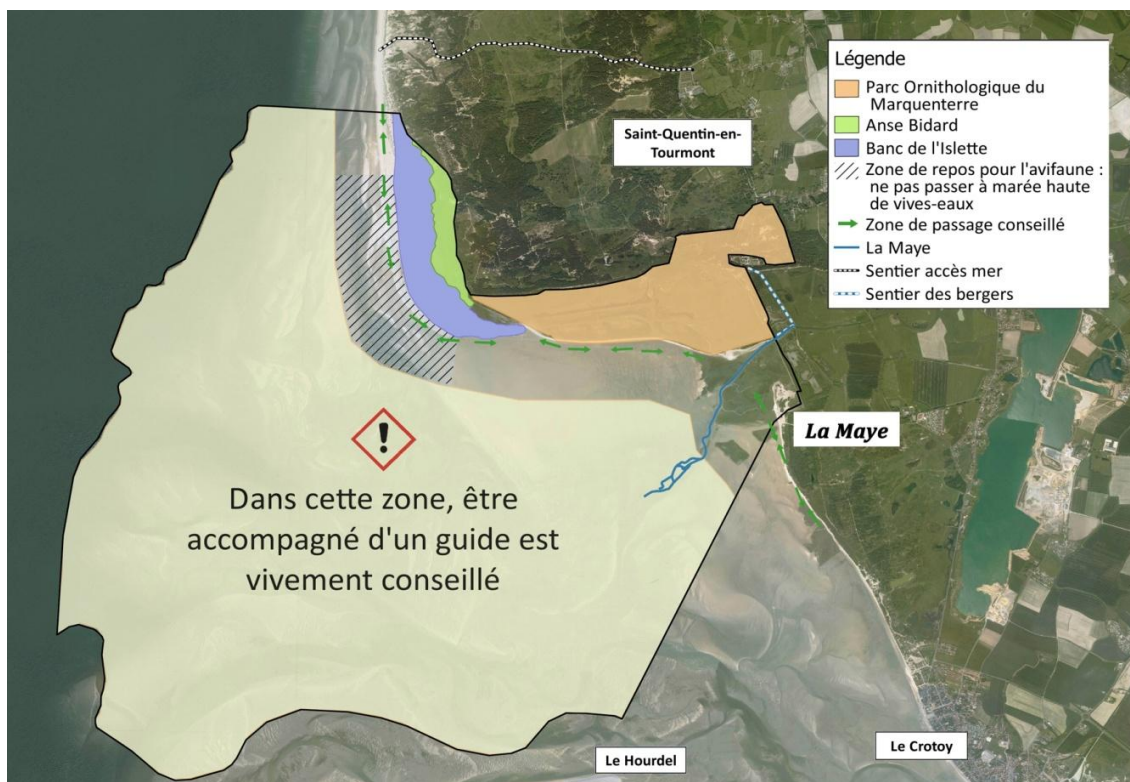 Légende
Parc Ornithologique du
Marquenterre
Anse Bidard
Banc de l'Islette
Zone de repos pour l'avifaune :
ne pas passer à marée haute
de vives-eaux
Zone de passage conseillé
La Maye
Sentier accès mer
Sentier des bergers
Saint-Quentin-en-
Tourmont
La Maye
!
Dans cette zone, être
accompagné d'un guide est
vivement conseillé
Le Hourdel
Le Crotoy